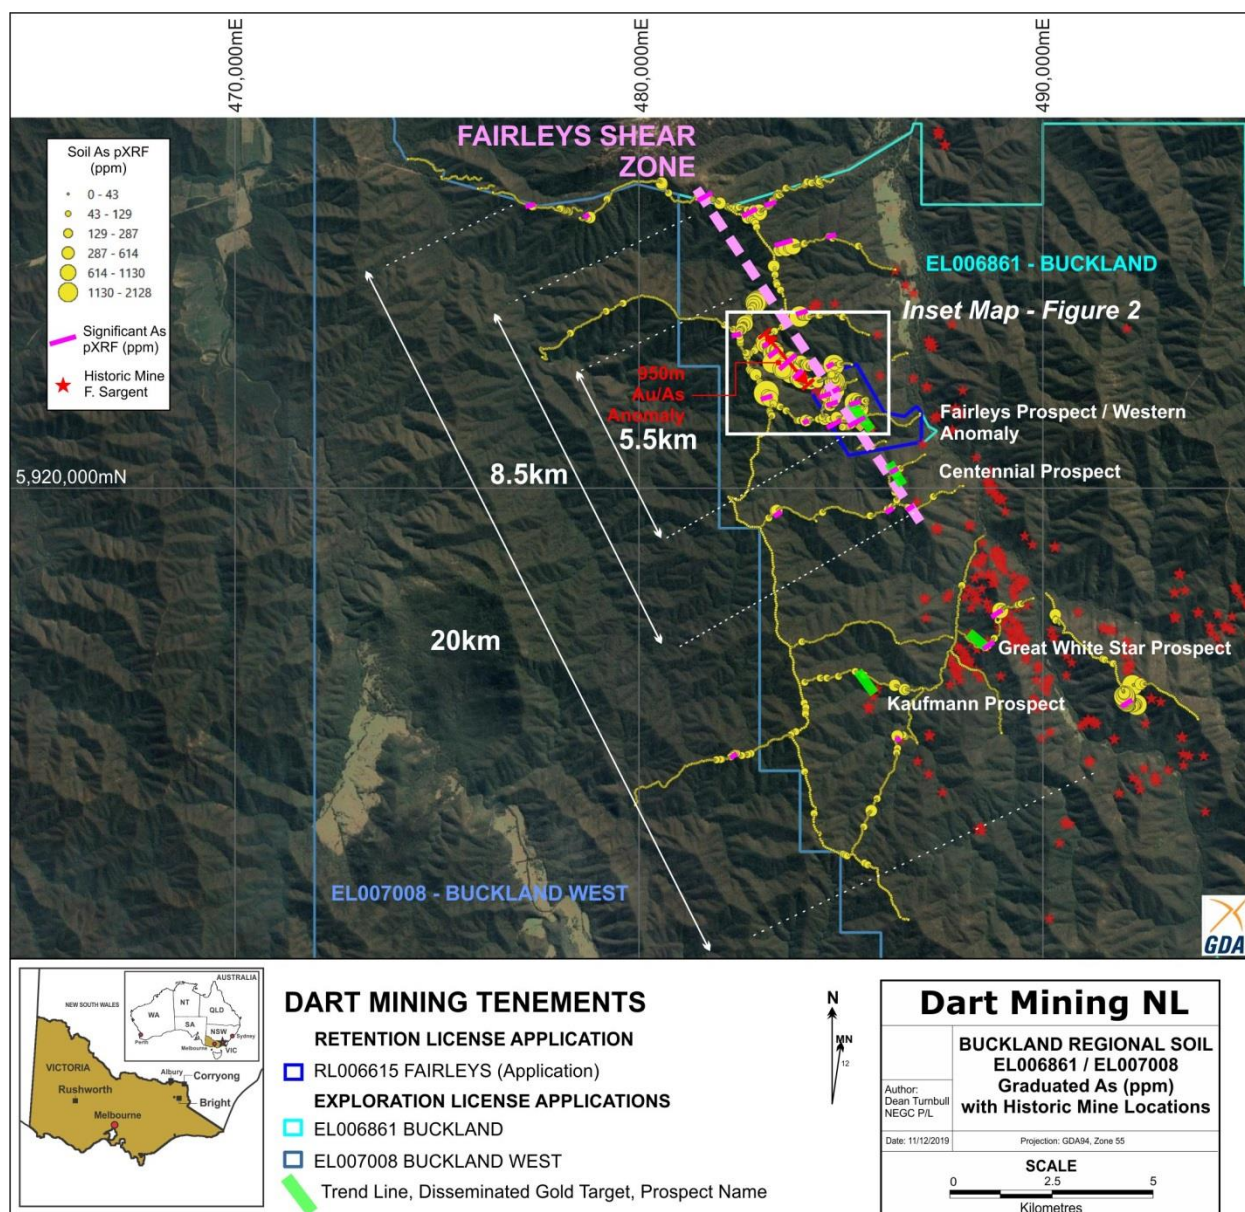 470,000mE
480,000mE
490,000mE
Soil As pXRF
(ppm)
0 - 43
43 - 129
129 - 287
287 - 614
614 - 1130
1130 - 2128
Significant As
pXRF (ppm)
Historic Mine
F. Sargent
FAIRLEYS SHEAR
ZONE
EL006861 - BUCKLAND
Inset Map - Figure 2
950m
Au/As
Anomaly
Fairleys Prospect / Western
Anomaly
5.5km
8.5km
Centennial Prospect
5,920,000mN
20km
Great White Star Prospect
Kaufmann Prospect
EL007008 - BUCKLAND WEST
GDA
NEW SOUTH WALES
VICTORIA
Rushworth
Melbourne
Albury
Corryong
Bright
AUSTRALIA
NT
QLD
WA
SA
NSW
Perth
Sydney
Melbourne
VIC
DART MINING TENEMENTS
RETENTION LICENSE APPLICATION
RL006615 FAIRLEYS (Application)
EXPLORATION LICENSE APPLICATIONS
EL006861 BUCKLAND
EL007008 BUCKLAND WEST
Trend Line, Disseminated Gold Target, Prospect Name
N
MN
12
Dart Mining NL
BUCKLAND REGIONAL SOIL
EL006861 / EL007008
Graduated As (ppm)
with Historic Mine Locations
Author:
Dean Turnbull
NEGC P/L
Date: 11/12/2019
Projection: GDA94, Zone 55
SCALE
0 2.5 5
Kilometres